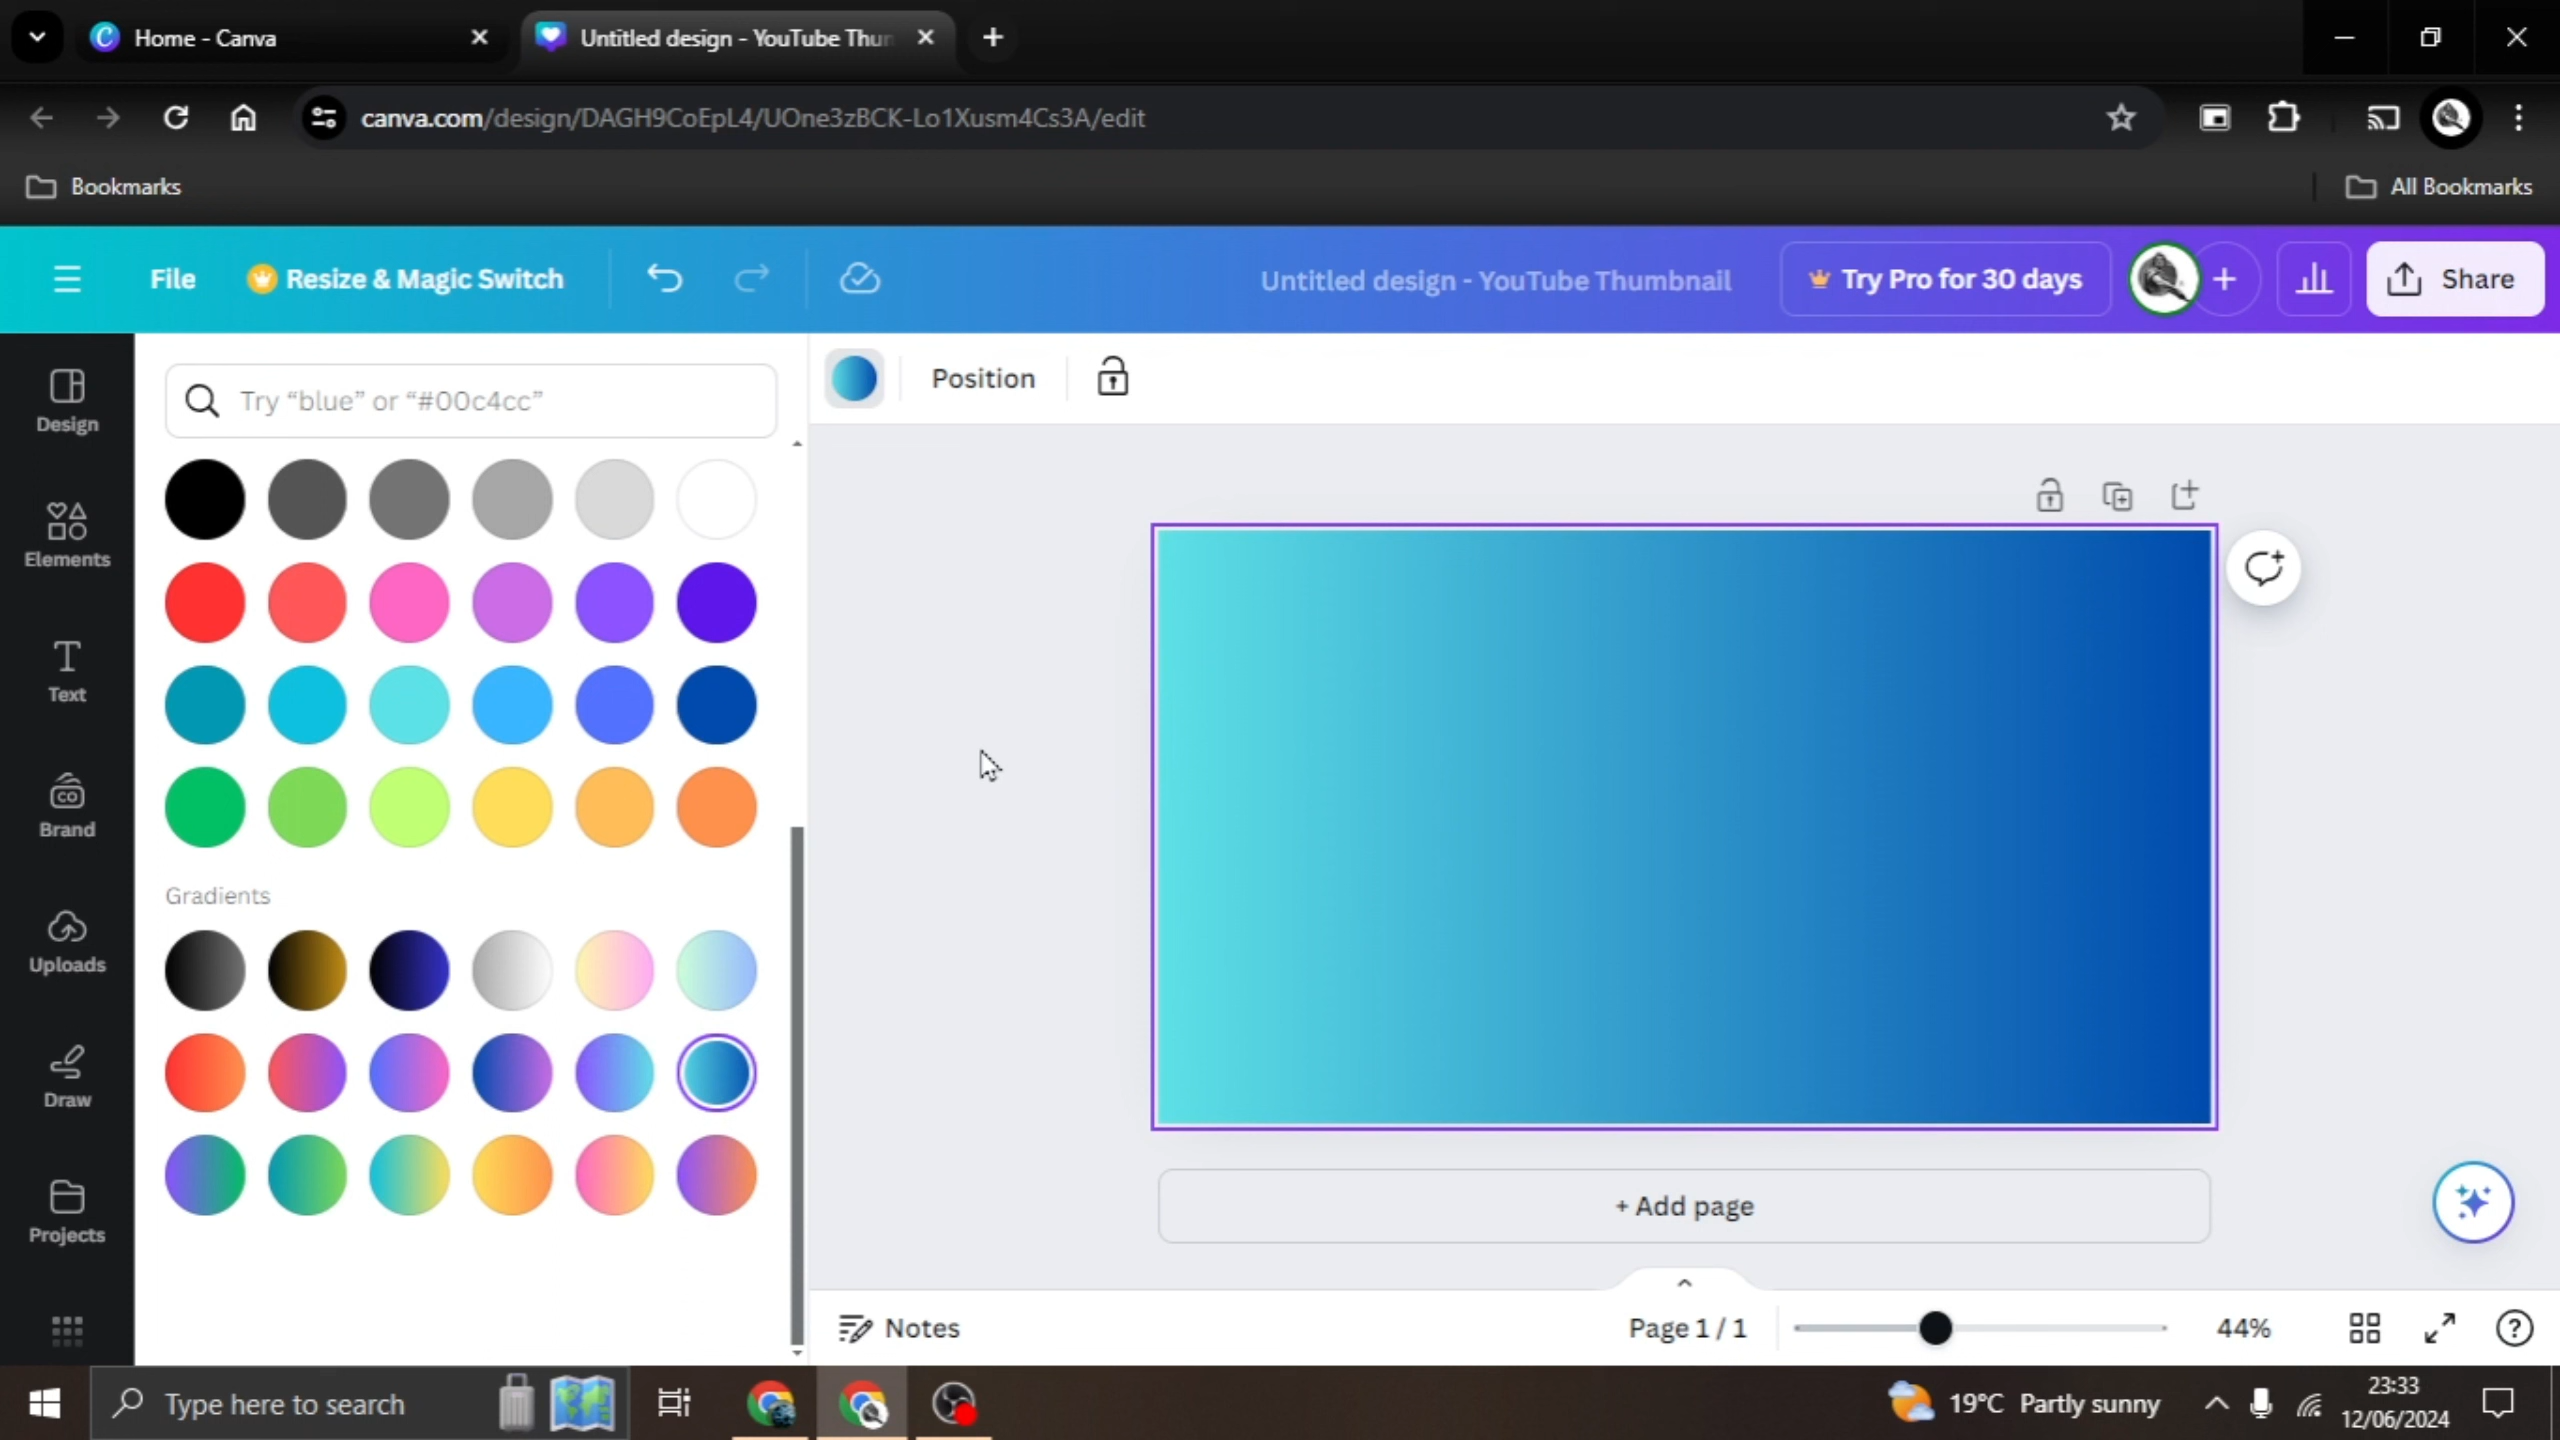 Home - Canva
Untitled design - YouTube Thu
canva.com/design/DAGH9CoEpL4/UOne3zBCK-Lo1Xusm4Cs3A/edit
Bookmarks
All Bookmarks
File
Resize & Magic Switch
Untitled design - YouTube Thumbnail
Try Pro for 30 days
Share
Design
Elements
Text
CO
Brand
Uploads
Draw
Projects
Try “blue” or “#00c4cc”
Gradients
Position
+ Add page
Notes
Page 1 / 1
44%
Type here to search
19°C Partly sunny
23:33
12/06/2024